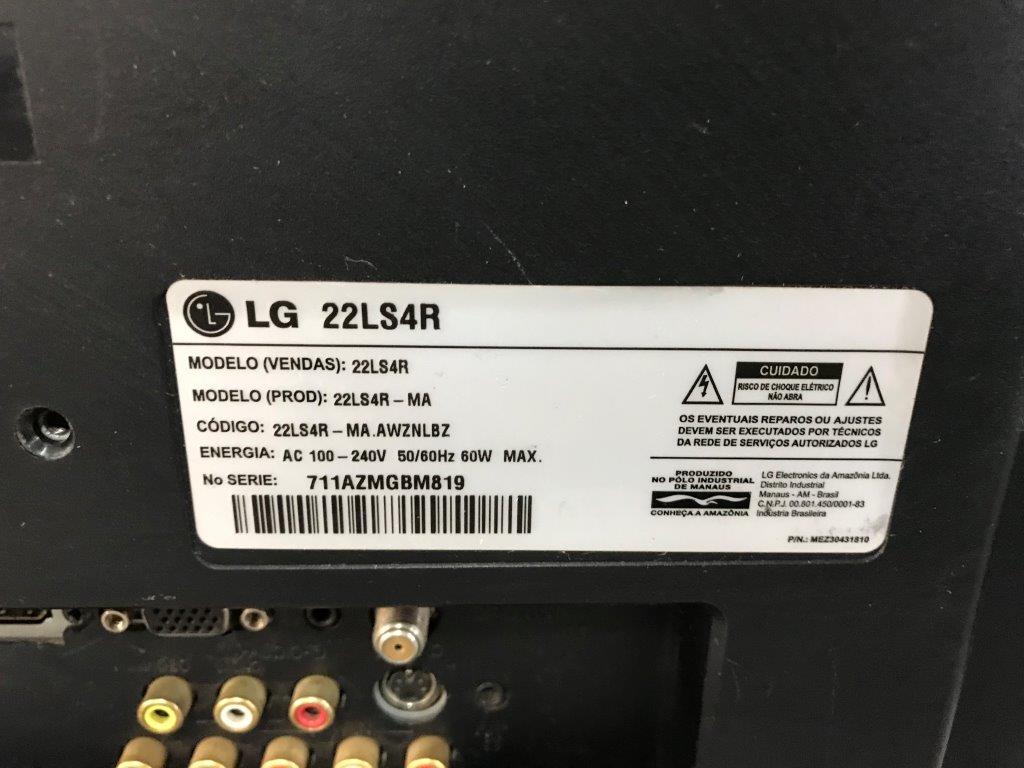 LG 22LS4R
MODELO (VENDAS): 22LS4R
MODELO (PROD): 22LS4R-MA
CÓDIGO: 22LS4R-MA.AWZNLBZ
ENERGIA: AC 100-240V 50/60Hz 60W MAX.
No SERIE: 711AZMGBM819
CUIDADO
RISCO DE CHOQUE ELÉTRICO
NÃO ABRA
OS EVENTUAIS REPAROS OU AJUSTES
DEVEM SER EXECUTADOS POR TÉCNICOS
DA REDE DE SERVIÇOS AUTORIZADOS LG
PRODUZIDO
NO PÓLO INDUSTRIAL
DE MANAUS
CONHEÇA A AMAZÔNIA
LG Electronics da Amazônia Ltda.
Distrito Industrial
Manaus - AM - Brasil
C.N.P.J. 00.801.450/0001-83
Indústria Brasileira
P/N.: MEZ30431810